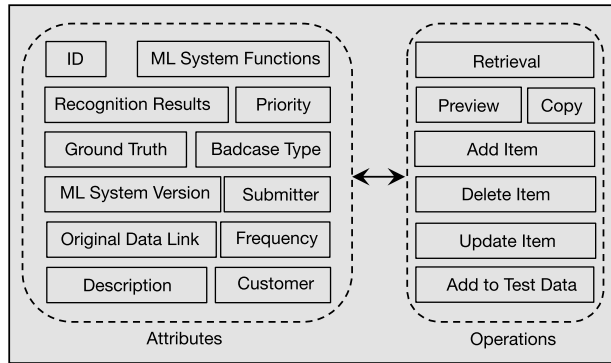 ID
ML System Functions
Recognition Results
Priority
Ground Truth
Badcase Type
ML System Version
Submitter
Original Data Link
Frequency
Description
Customer
Attributes
Retrieval
Preview
Copy
Add Item
Delete Item
Update Item
Add to Test Data
Operations